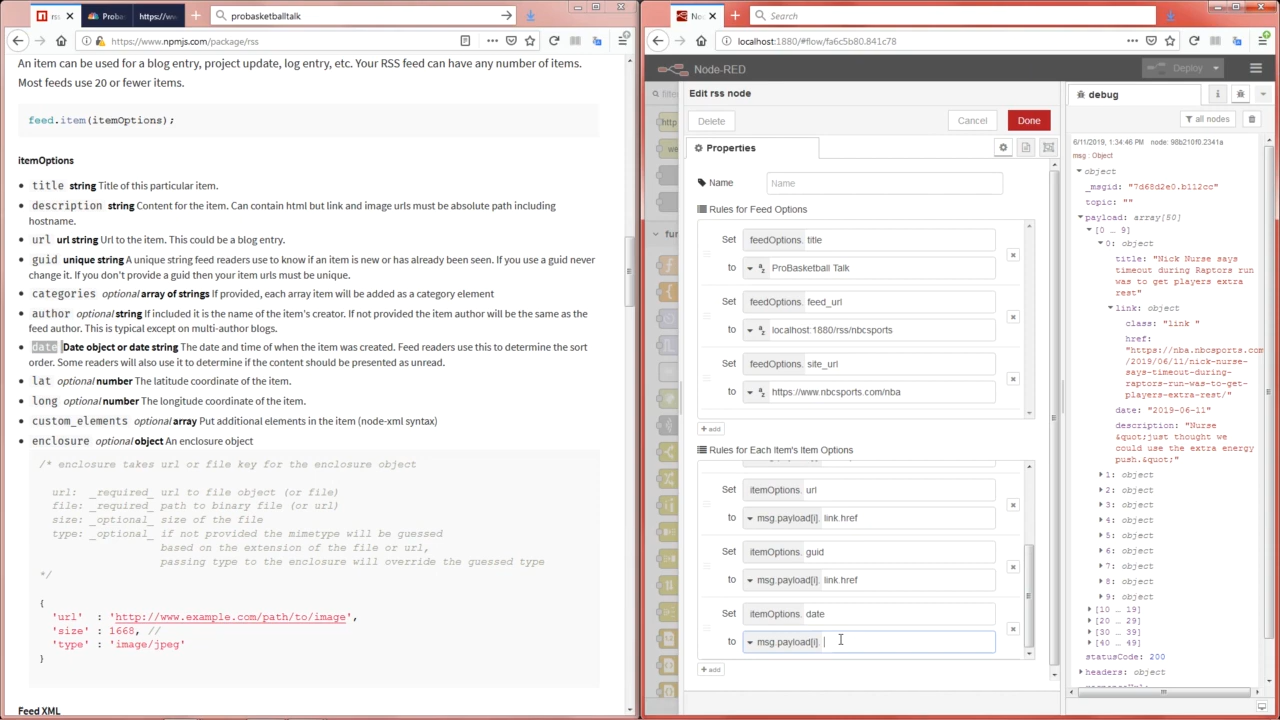 rss
Prob
https://ww
probasketballtalk
https://www.npmjs.com/package/rss
An item can be used for a blog entry, project update, log entry, etc. Your RSS feed can have any number of items.
Most feeds use 20 or fewer items.
feed.item(itemOptions);
itemOptions
title string Title of this particular item.
description string Content for the item. Can contain html but link and image urls must be absolute path including
hostname.
url url string Url to the item. This could be a blog entry.
guid unique string A unique string feed readers use to know if an item is new or has already been seen. If you use a guid never
change it. If you don't provide a guid then your item urls must be unique.
categories optional array of strings If provided, each array item will be added as a category element
author optional string If included it is the name of the item's creator. If not provided the item author will be the same as the
feed author. This is typical except on multi-author blogs.
date Date object or date string The date and time of when the item was created. Feed readers use this to determine the sort
order. Some readers will also use it to determine if the content should be presented as unread.
lat optional number The latitude coordinate of the item.
long optional number The longitude coordinate of the item.
custom_elements optional array Put additional elements in the item (node-xml syntax)
enclosure optional object An enclosure object
/* enclosure takes url or file key for the enclosure object
url: _required_ url to file object (or file)
file: _required_ path to binary file (or url)
size: _optional_ size of the file
type: _optional_ if not provided the mimetype will be guessed
based on the extension of the file or url,
passing type to the enclosure will override the guessed type
*/
{
'url' : 'http://www.example.com/path/to/image',
'size' : 1668, //
'type' : 'image/jpeg'
}
Feed XML
No
Search
localhost:1880/#flow/fa6c5b80.841c78
Node-RED
Deploy
filte
http
we
fur
Edit rss node
Delete
Cancel
Done
Properties
Name
Name
Rules for Feed Options
Set feedOptions. title
to ProBasketball Talk
Set feedOptions. feed_url
to localhost:1880/rss/nbcsports
Set feedOptions. site_url
to https://www.nbcsports.com/nba
+ add
Rules for Each Item's Item Options
Set itemOptions. url
to msg.payload[i]. link.href
Set itemOptions. guid
to msg.payload[i]. link.href
Set itemOptions. date
to msg.payload[i].
+ add
debug
all nodes
6/11/2019, 1:34:46 PM node: 98b210f0.2341a
msg : Object
object
_msgid: "7d68d2e0.b112cc"
topic: ""
payload: array[50]
[0 … 9]
0: object
title: "Nick Nurse says
timeout during Raptors run
was to get players extra
rest"
link: object
class: "link "
href:
"https://nba.nbcsports.com
/2019/06/11/nick-nurse-
says-timeout-during-
raptors-run-was-to-get-
players-extra-rest/"
date: "2019-06-11"
description: "Nurse
&quot;just thought we
could use the extra energy
push.&quot;"
1: object
2: object
3: object
4: object
5: object
6: object
7: object
8: object
9: object
[10 … 19]
[20 … 29]
[30 … 39]
[40 … 49]
statusCode: 200
headers: object